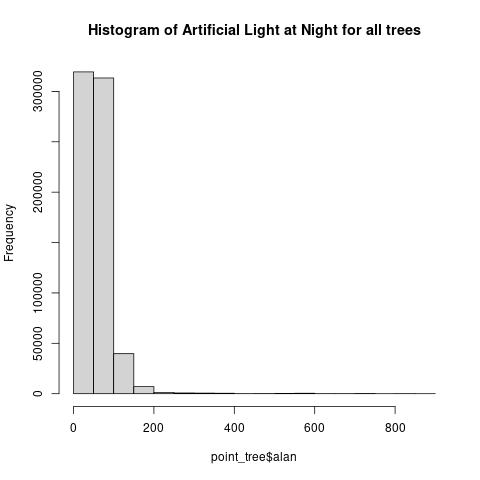 Histogram of Artificial Light at Night for all trees
Frequency
300000
200000
100000
50000
0
0 200 400 600 800
point_tree$alan